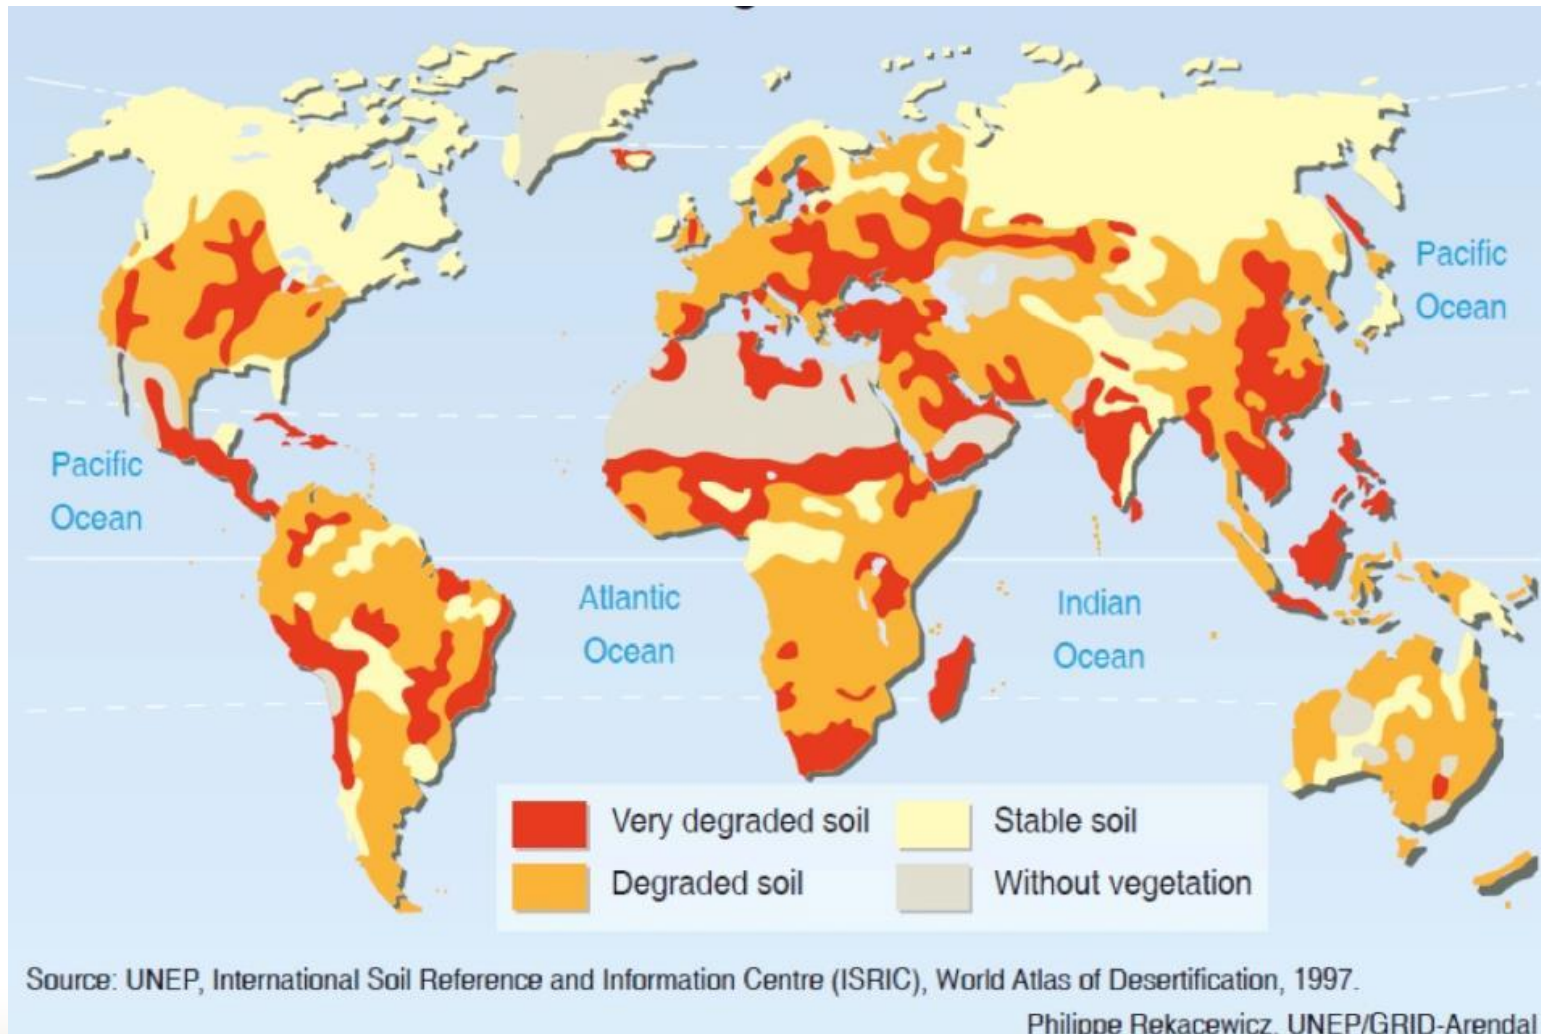 Pacific
Ocean
Pacific
Ocean
Atlantic
Ocean
Indian
Ocean
Very degraded soil
Stable soil
Degraded soil
Without vegetation
Source: UNEP, International Soil Reference and Information Centre (ISRIC), World Atlas of Desertification, 1997.
Philippe Rekacewicz, UNEP/GRID-Arendal